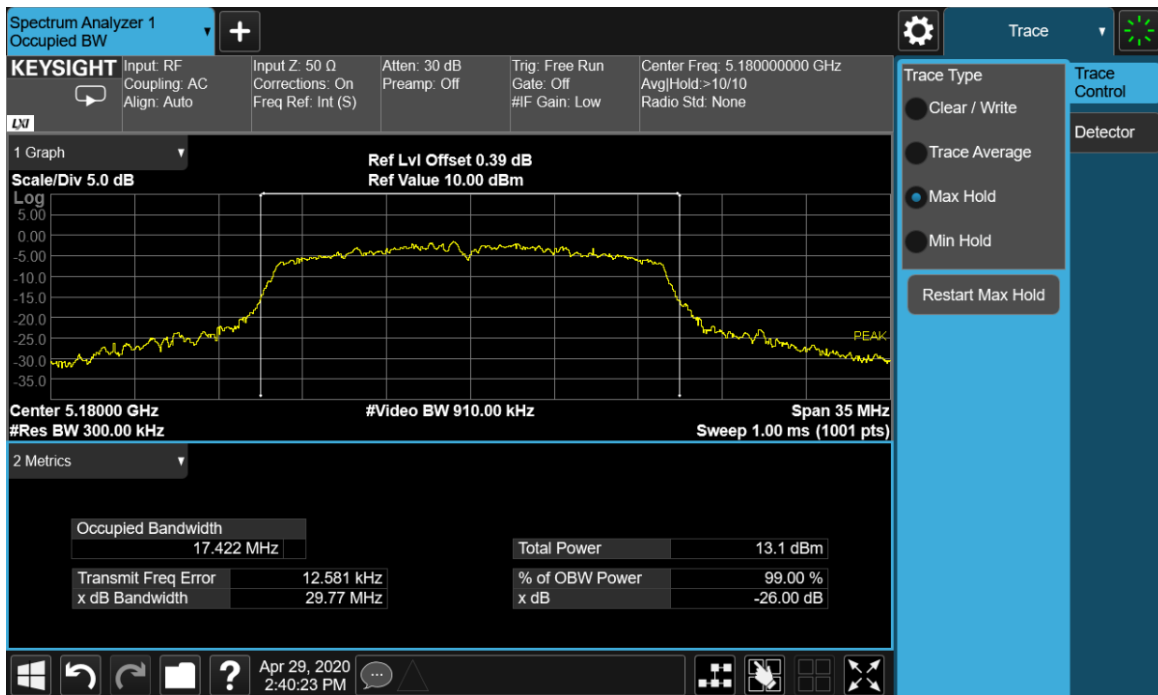 Spectrum Analyzer 1
Occupied BW
Trace
KEYSIGHT
LXI
Input: RF
Coupling: AC
Align: Auto
Input Z: 50 Ω
Corrections: On
Freq Ref: Int (S)
Atten: 30 dB
Preamp: Off
Trig: Free Run
Gate: Off
#IF Gain: Low
Center Freq: 5.180000000 GHz
Avg|Hold:>10/10
Radio Std: None
Trace Type
Clear / Write
Trace Average
Max Hold
Min Hold
Restart Max Hold
Trace
Control
Detector
1 Graph
Scale/Div 5.0 dB
Ref Lvl Offset 0.39 dB
Ref Value 10.00 dBm
Log
5.00
0.00
-5.00
-10.0
-15.0
-20.0
-25.0
-30.0
-35.0
PEAK
Center 5.18000 GHz
#Res BW 300.00 kHz
#Video BW 910.00 kHz
Span 35 MHz
Sweep 1.00 ms (1001 pts)
2 Metrics
Occupied Bandwidth
17.422 MHz
Total Power 13.1 dBm
Transmit Freq Error 12.581 kHz
% of OBW Power 99.00 %
x dB Bandwidth 29.77 MHz
x dB -26.00 dB
?
Apr 29, 2020
2:40:23 PM